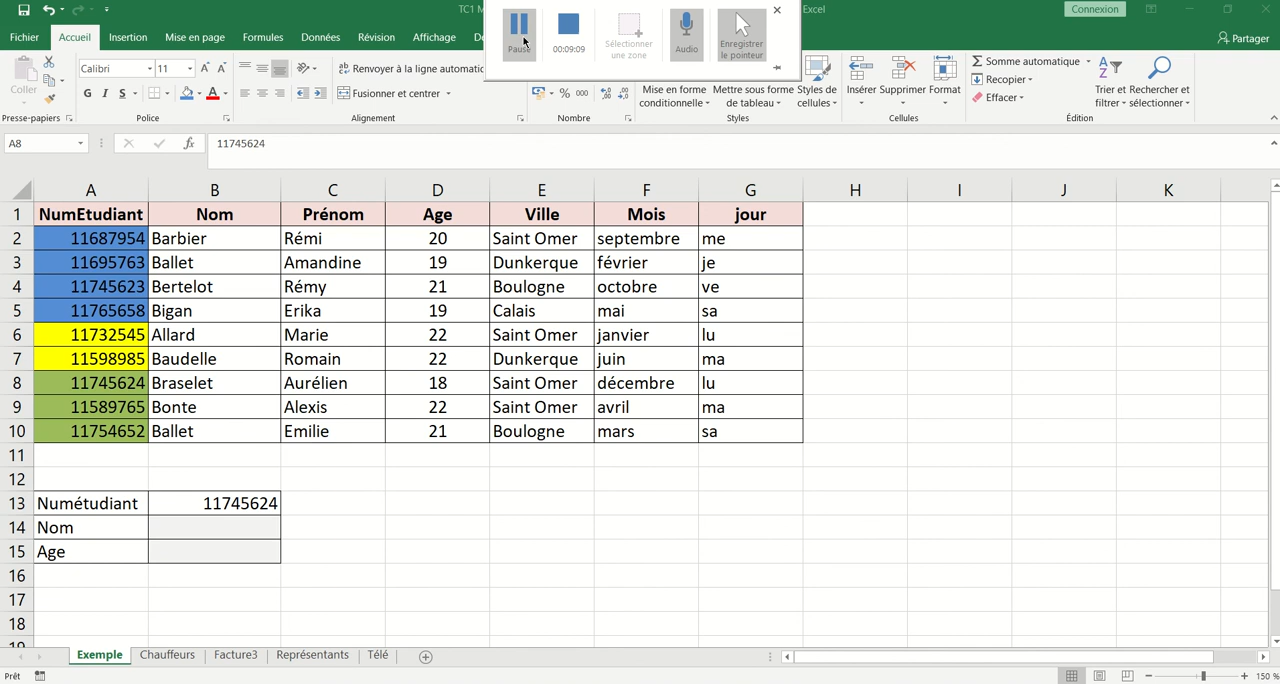 TC1 M
Excel
Connexion
Fichier Accueil Insertion Mise en page Formules Données Révision Affichage Dé
Partager
Pause
00:09:09
Sélectionner
une zone
Audio
Enregistrer
le pointeur
Coller
Calibri 11
G I S
Renvoyer à la ligne automatic
Fusionner et centrer
% 000
Mise en forme
conditionnelle
Mettre sous forme
de tableau
Styles de
cellules
Insérer Supprimer Format
Somme automatique
Recopier
Effacer
Trier et
filtrer
Rechercher et
sélectionner
Presse-papiers Police Alignement Nombre Styles Cellules Édition
A8 fx 11745624
A B C D E F G H I J K
1 NumEtudiant Nom Prénom Age Ville Mois jour
2 11687954 Barbier Rémi 20 Saint Omer septembre me
3 11695763 Ballet Amandine 19 Dunkerque février je
4 11745623 Bertelot Rémy 21 Boulogne octobre ve
5 11765658 Bigan Erika 19 Calais mai sa
6 11732545 Allard Marie 22 Saint Omer janvier lu
7 11598985 Baudelle Romain 22 Dunkerque juin ma
8 11745624 Braselet Aurélien 18 Saint Omer décembre lu
9 11589765 Bonte Alexis 22 Saint Omer avril ma
10 11754652 Ballet Emilie 21 Boulogne mars sa
11
12
13 Numétudiant 11745624
14 Nom
15 Age
16
17
18
19
Exemple Chauffeurs Facture3 Représentants Télé
Prêt
150 %